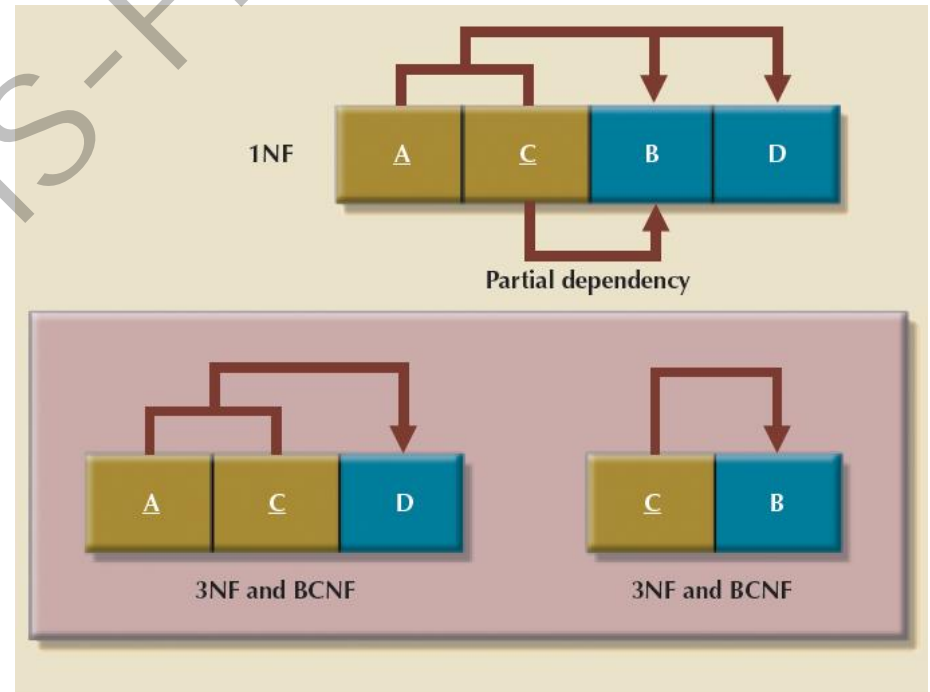 1NF
A C B D
Partial dependency
A C D
C B
3NF and BCNF
3NF and BCNF